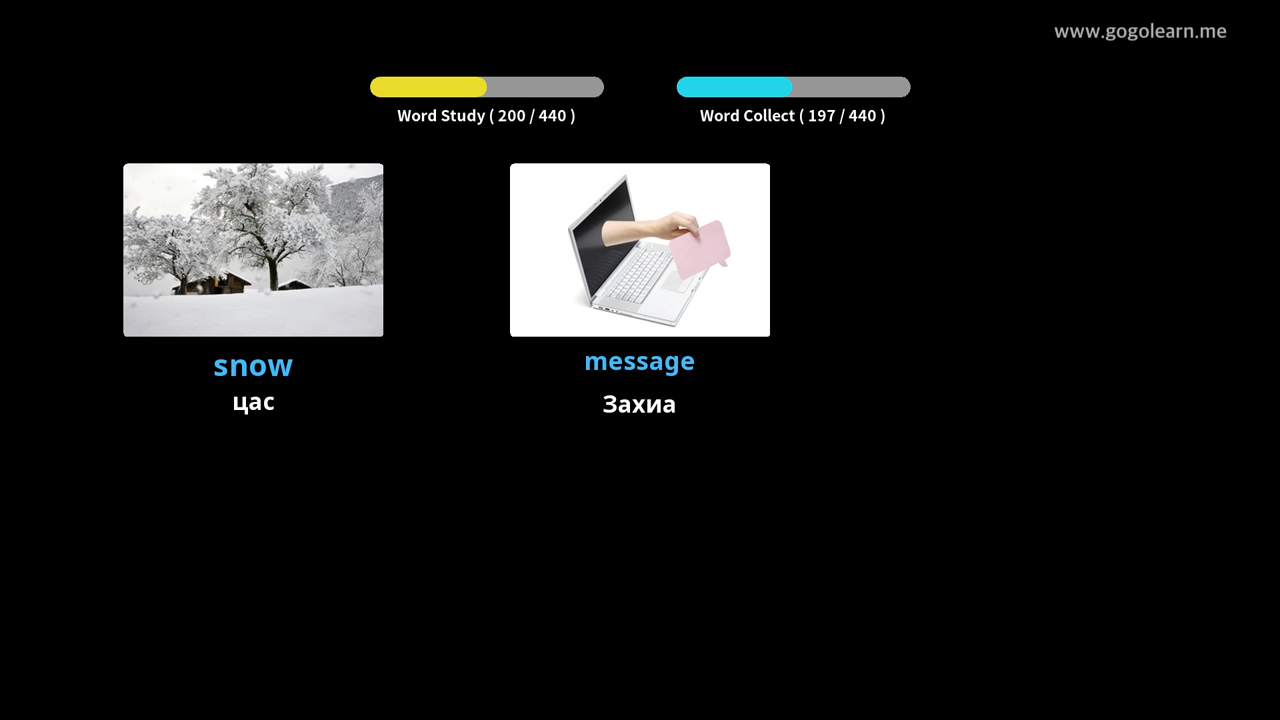 www.gogolearn.me
Word Study ( 200 / 440 )
Word Collect ( 197 / 440 )
snow
цас
message
Захиа